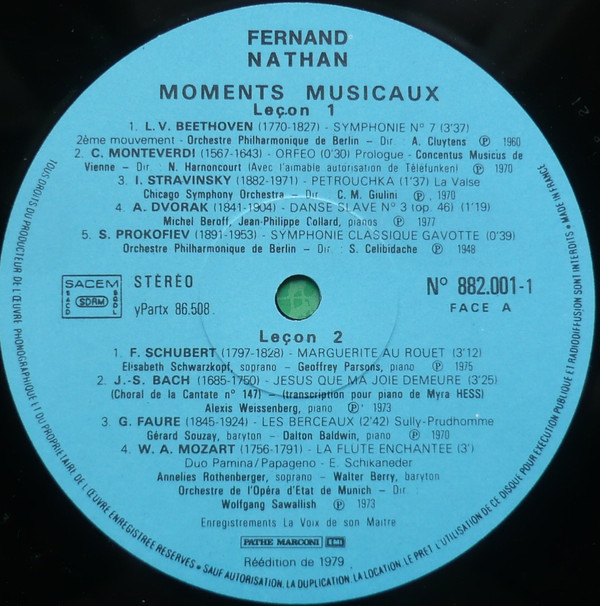 FERNAND
NATHAN
MOMENTS MUSICAUX
Leçon 1
1. L. V. BEETHOVEN (1770-1827) - SYMPHONIE N° 7 (3'37)
2ème mouvement - Orchestre Philharmonique de Berlin - Dir. : A. Cluytens Ⓟ 1960
2. C. MONTEVERDI (1567-1643) - ORFEO (0'30) Prologue - Concentus Musicus de
Vienne - Dir. : N. Harnoncourt (Avec l'aimable autorisation de Téléfunken) Ⓟ 1970
3. I. STRAVINSKY (1882-1971) - PETROUCHKA (1'37) La Valse
Chicago Symphony Orchestra - Dir. : C. M. Giulini Ⓟ 1970
4. A. DVORAK (1841-1904) - DANSE SLAVE N° 3 (op. 46) (1'19)
Michel Beroff, Jean-Philippe Collard, pianos Ⓟ 1977
5. S. PROKOFIEV (1891-1953) - SYMPHONIE CLASSIQUE GAVOTTE (0'39)
Orchestre Philharmonique de Berlin - Dir. : S. Celibidache Ⓟ 1948
SACEM
SACD SDRM SGDL
STÉRÉO
yPartx 86.508
N° 882.001-1
FACE A
Leçon 2
1. F. SCHUBERT (1797-1828) - MARGUERITE AU ROUET (3'12)
Elisabeth Schwarzkopf, soprano - Geoffrey Parsons, piano Ⓟ 1975
2. J.-S. BACH (1685-1750) - JESUS QUE MA JOIE DEMEURE (3'25)
(Choral de la Cantate n° 147) - (transcription pour piano de Myra HESS)
Alexis Weissenberg, piano Ⓟ 1973
3. G. FAURE (1845-1924) - LES BERCEAUX (2'42) Sully-Prudhomme
Gérard Souzay, baryton - Dalton Baldwin, piano Ⓟ 1970
4. W. A. MOZART (1756-1791) - LA FLUTE ENCHANTEE (3')
Duo Pamina/Papageno - E. Schikaneder
Annelies Rothenberger, soprano - Walter Berry, baryton
Orchestre de l'Opéra d'Etat de Munich - Dir. :
Wolfgang Sawallish Ⓟ 1973
Enregistrements La Voix de son Maitre
PATHE MARCONI EMI
Réédition de 1979
TOUS DROITS DU PRODUCTEUR DE L'ŒUVRE PHONOGRAPHIQUE ET DU PROPRIETAIRE DE L'ŒUVRE ENREGISTREE RESERVES • SAUF AUTORISATION, LA DUPLICATION, LA LOCATION, LE PRET, L'UTILISATION DE CE DISQUE POUR EXECUTION PUBLIQUE ET RADIODIFFUSION SONT INTERDITS • MADE IN FRANCE